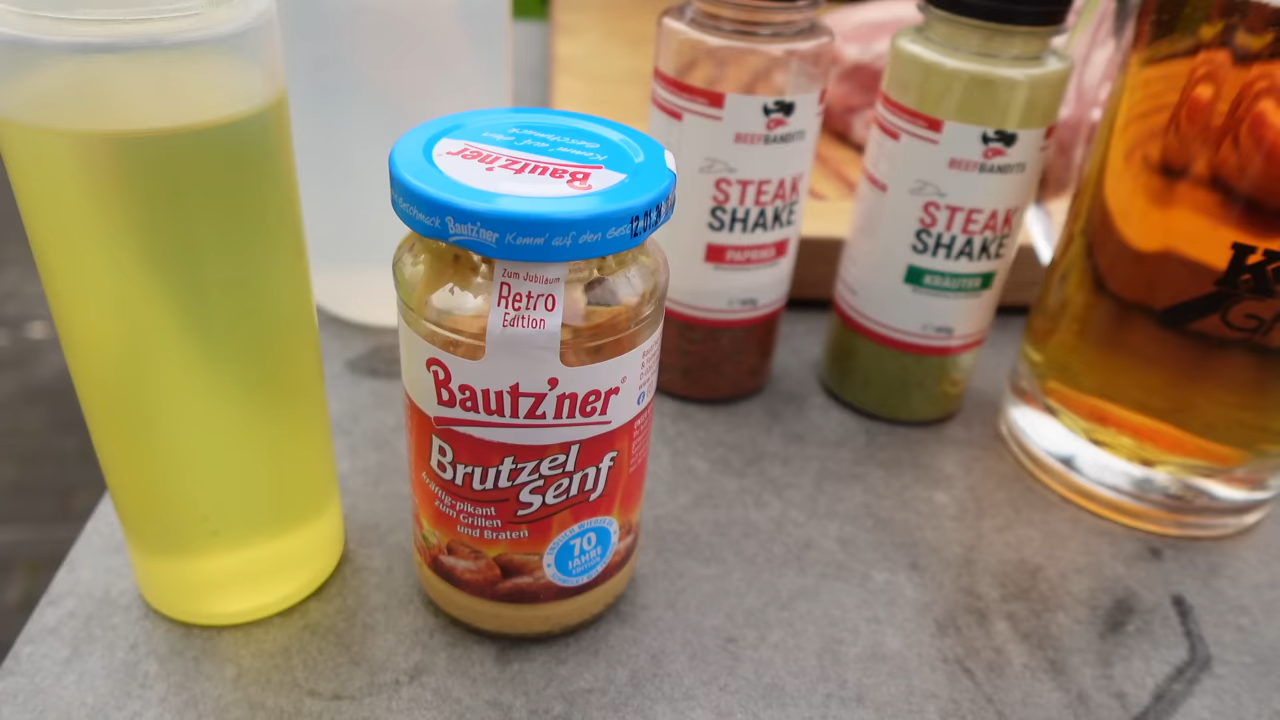 Komm' auf den
Geschmack
Bautz'ner
Geschmack Bautz'ner Komm' auf den Gesc
12.01.
Zum Jubiläum
Retro
Edition
Bautz'ner®
Brutzel
Senf
kräftig-pikant
zum Grillen
und Braten
70
JAHRE
EDITION
BEEFBANDITS
STEAK
SHAKE
PAPRIKA
BEEFBANDITS
STEAK
SHAKE
KRÄUTER